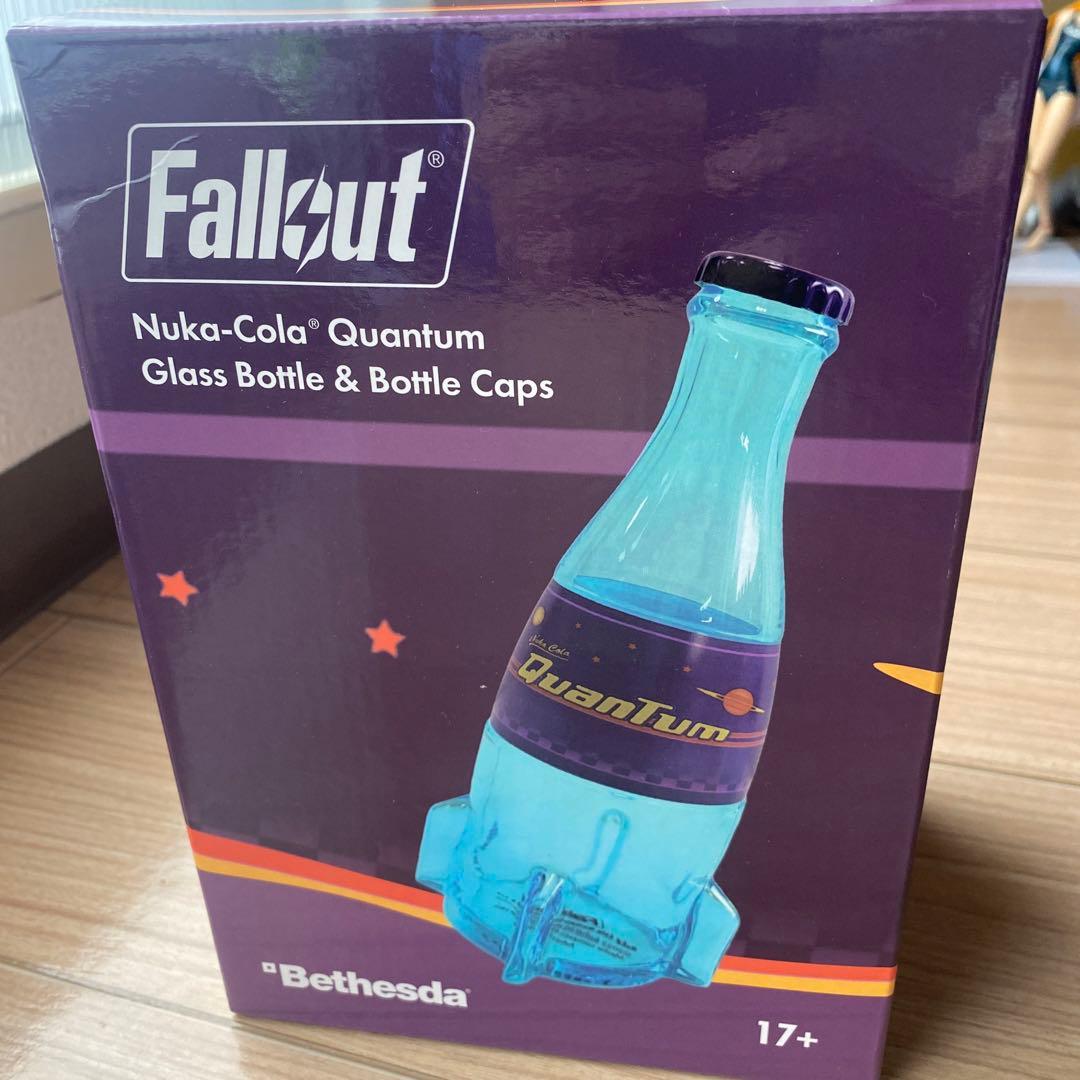 Fallout®
Nuka-Cola® Quantum
Glass Bottle & Bottle Caps
Nuka Cola
Quantum
Bethesda
17+